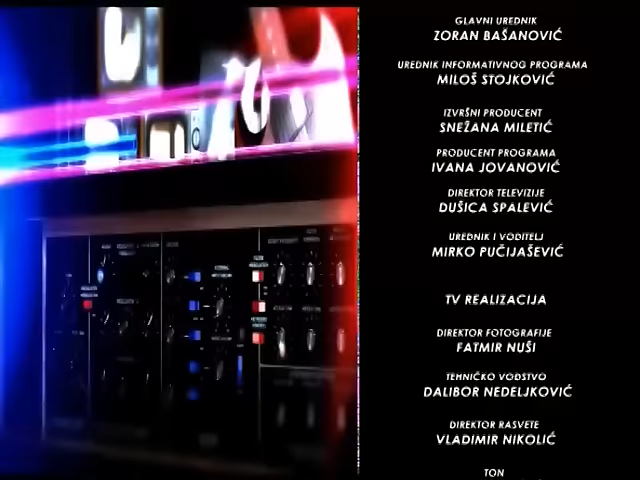 GLAVNI UREDNIK
ZORAN BAŠANOVIĆ
UREDNIK INFORMATIVNOG PROGRAMA
MILOŠ STOJKOVIĆ
IZVRŠNI PRODUCENT
SNEŽANA MILETIĆ
PRODUCENT PROGRAMA
IVANA JOVANOVIĆ
DIREKTOR TELEVIZIJE
DUŠICA SPALEVIĆ
UREDNIK I VODITELJ
MIRKO PUČIJAŠEVIĆ
TV REALIZACIJA
DIREKTOR FOTOGRAFIJE
FATMIR NUŠI
TEHNIČKO VOĐSTVO
DALIBOR NEDELJKOVIĆ
DIREKTOR RASVETE
VLADIMIR NIKOLIĆ
TON